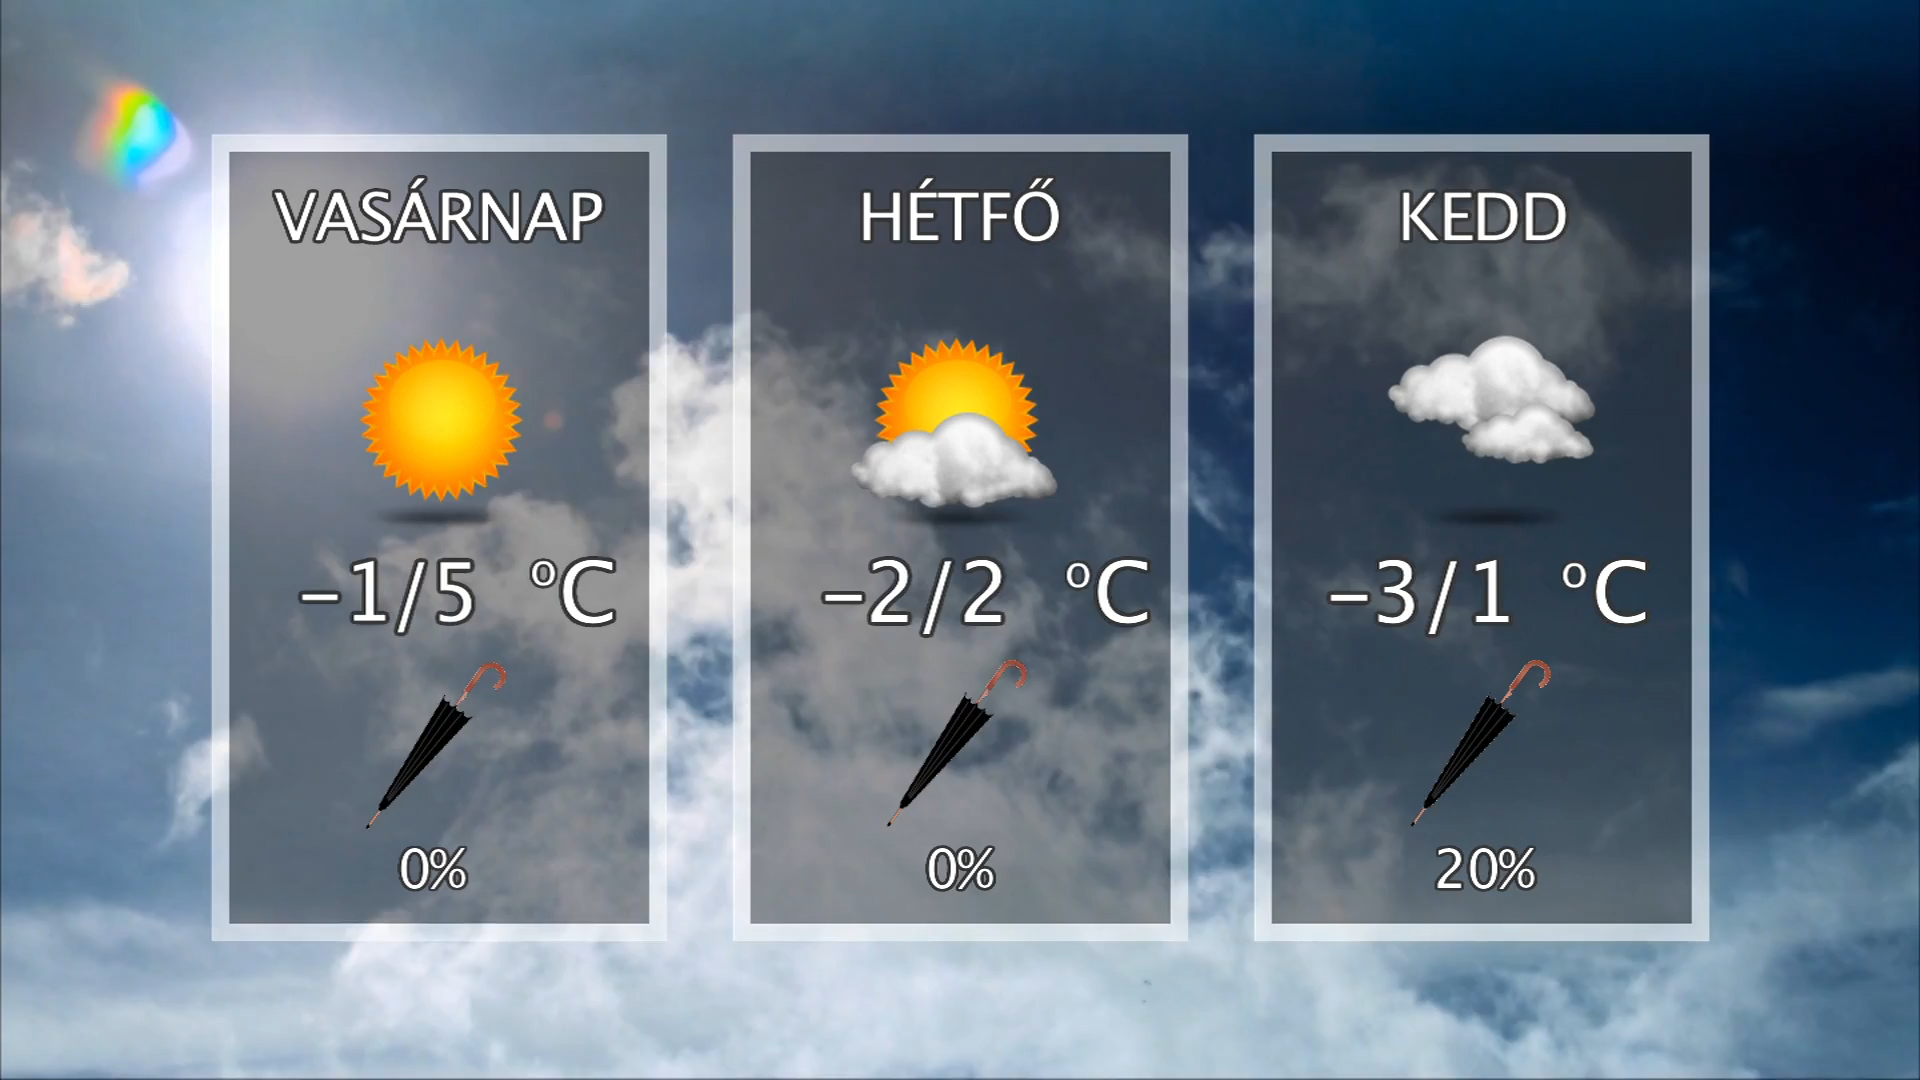 VASÁRNAP
-1/5 °C
0%
HÉTFŐ
-2/2 °C
0%
KEDD
-3/1 °C
20%